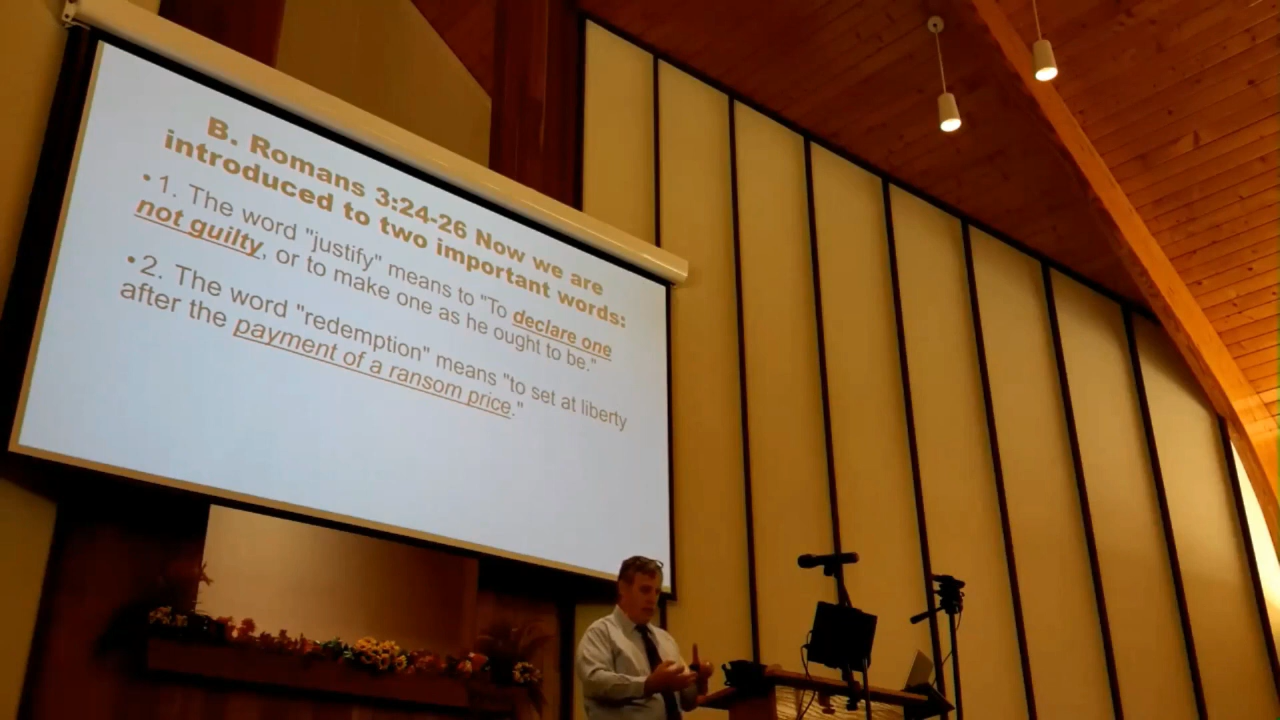 B. Romans 3:24-26 Now we are
introduced to two important words:
•1. The word "justify" means to "To declare one
not guilty, or to make one as he ought to be."
•2. The word "redemption" means "to set at liberty
after the payment of a ransom price."